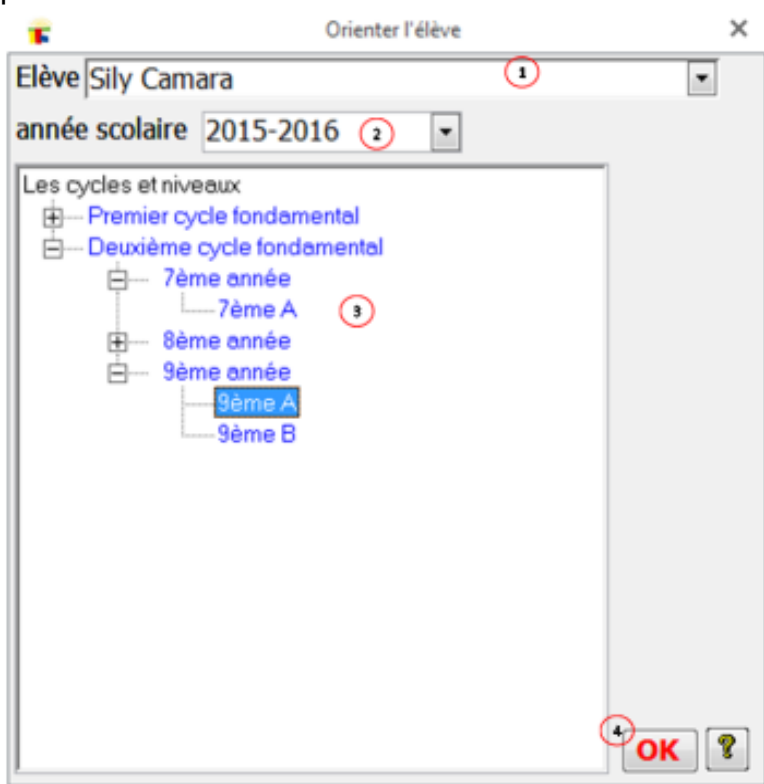 Orienter l'élève
Elève Sily Camara 1
année scolaire 2015-2016 2
Les cycles et niveaux
Premier cycle fondamental
Deuxième cycle fondamental
7ème année
7ème A 3
8ème année
9ème année
9ème A
9ème B
4 OK ?